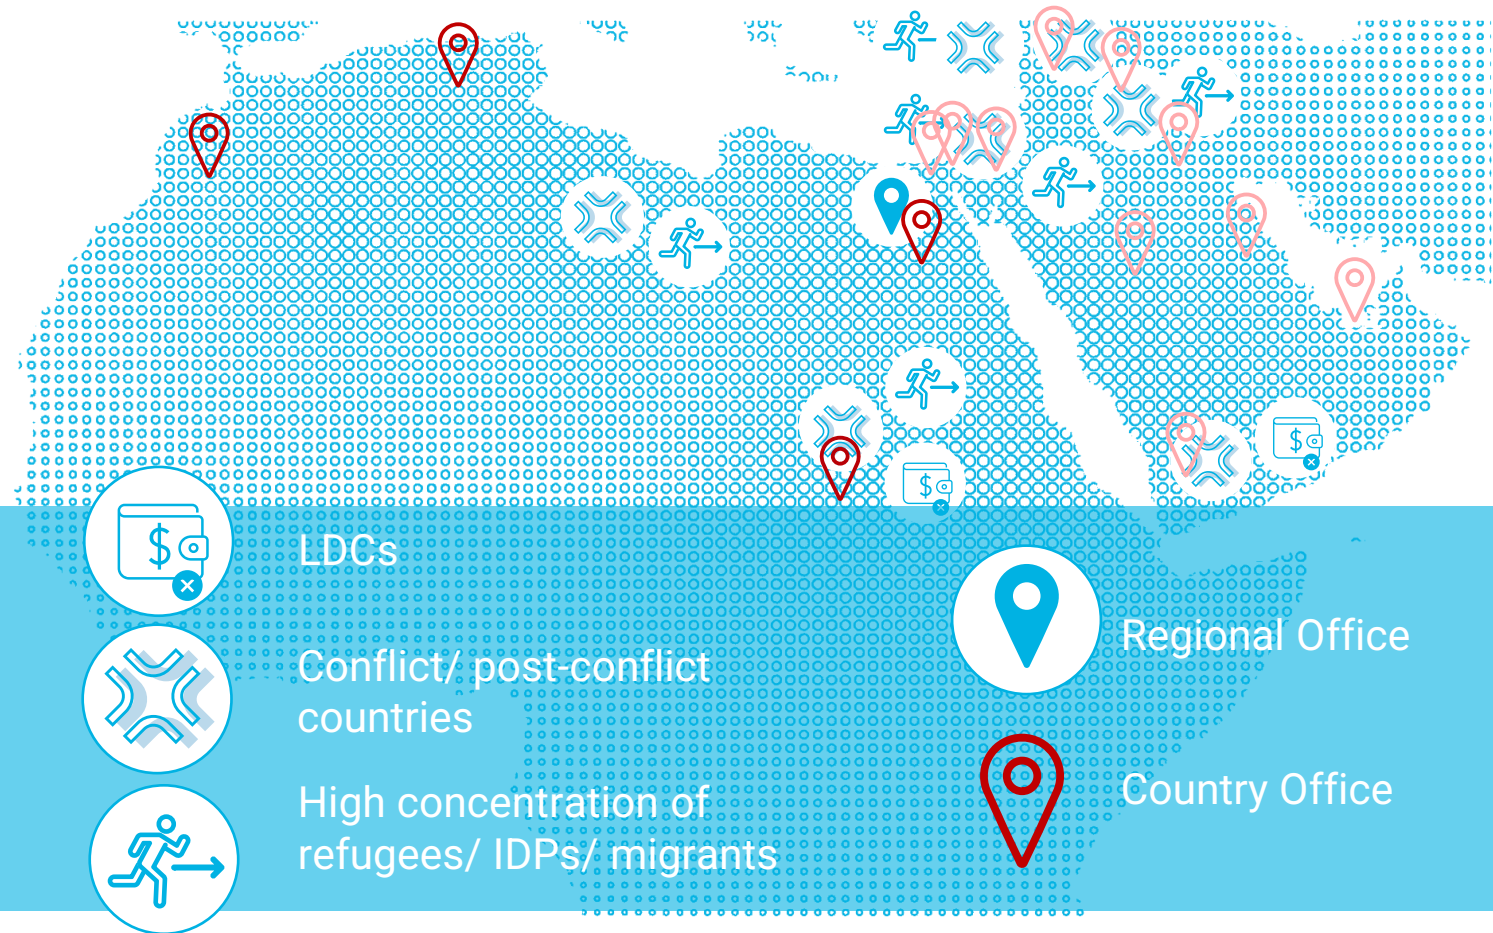 LDCs
Conflict/ post-conflict
countries
High concentration of
refugees/ IDPs/ migrants
Regional Office
Country Office